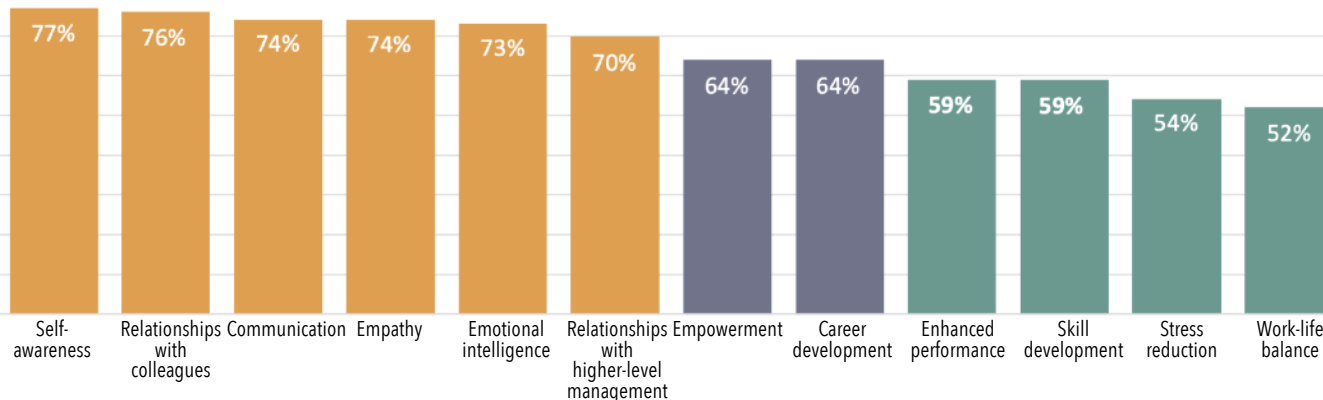 77%
76%
74%
74%
73%
70%
64%
64%
59%
59%
54%
52%
Self-
awareness
Relationships
with
colleagues
Communication
Empathy
Emotional
intelligence
Relationships
with
higher-level
management
Empowerment
Career
development
Enhanced
performance
Skill
development
Stress
reduction
Work-life
balance